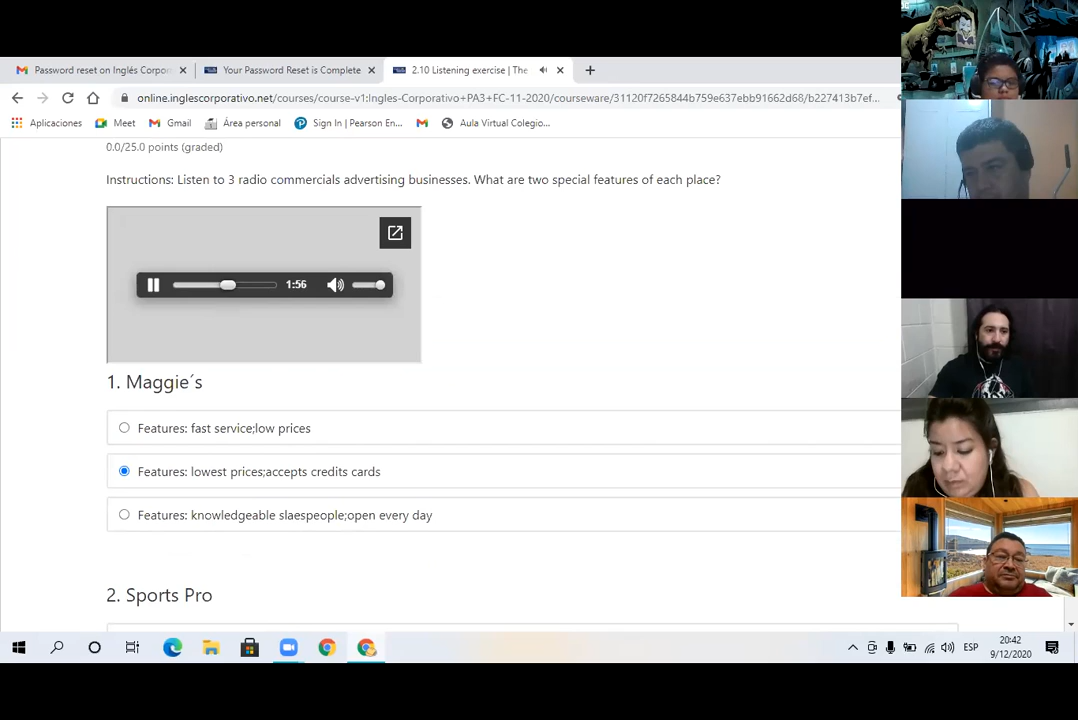 Password reset on Inglés Corpo
Your Password Reset is Complete
2.10 Listening exercise | The
online.inglescorporativo.net/courses/course-v1:Ingles-Corporativo+PA3+FC-11-2020/courseware/31120f7265844b759e637ebb91662d68/b227413b7ef...
Aplicaciones
Meet
Gmail
Área personal
Sign In | Pearson En...
Aula Virtual Colegio...
0.0/25.0 points (graded)
Instructions: Listen to 3 radio commercials advertising businesses. What are two special features of each place?
1:56
1. Maggie´s
Features: fast service;low prices
Features: lowest prices;accepts credits cards
Features: knowledgeable slaespeople;open every day
2. Sports Pro
ESP
20:42
9/12/2020